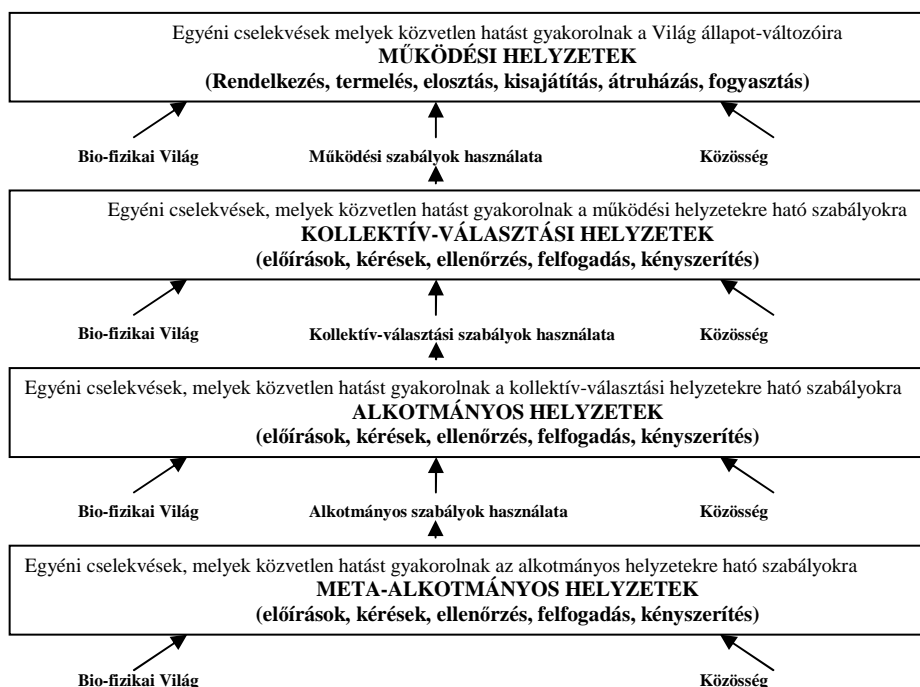 Egyéni cselekvések melyek közvetlen hatást gyakorolnak a Világ állapot-változóira
MŰKÖDÉSI HELYZETEK
(Rendelkezés, termelés, elosztás, kisajátítás, átruházás, fogyasztás)
Bio-fizikai Világ Működési szabályok használata Közösség
Egyéni cselekvések, melyek közvetlen hatást gyakorolnak a működési helyzetekre ható szabályokra
KOLLEKTÍV-VÁLASZTÁSI HELYZETEK
(előírások, kérések, ellenőrzés, felfogadás, kényszerítés)
Bio-fizikai Világ Kollektív-választási szabályok használata Közösség
Egyéni cselekvések, melyek közvetlen hatást gyakorolnak a kollektív-választási helyzetekre ható szabályokra
ALKOTMÁNYOS HELYZETEK
(előírások, kérések, ellenőrzés, felfogadás, kényszerítés)
Bio-fizikai Világ Alkotmányos szabályok használata Közösség
Egyéni cselekvések, melyek közvetlen hatást gyakorolnak az alkotmányos helyzetekre ható szabályokra
META-ALKOTMÁNYOS HELYZETEK
(előírások, kérések, ellenőrzés, felfogadás, kényszerítés)
Bio-fizikai Világ Közösség